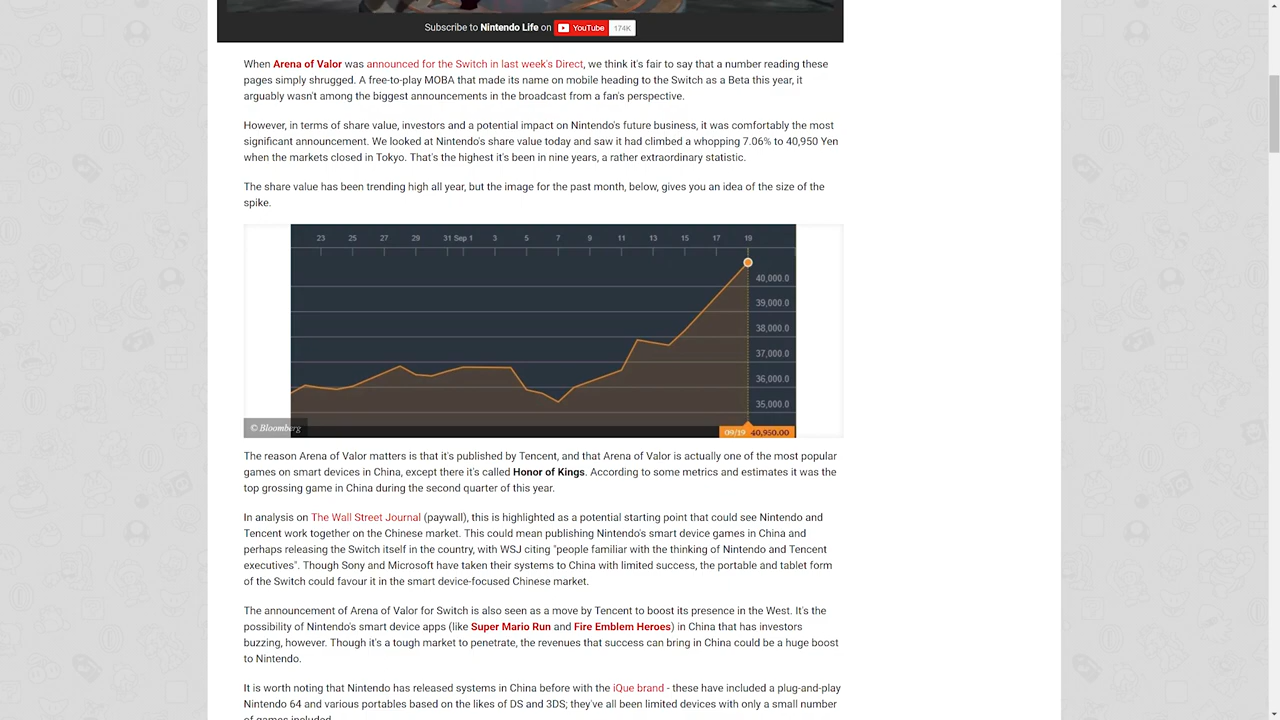 Subscribe to Nintendo Life on YouTube 174K
When Arena of Valor was announced for the Switch in last week's Direct, we think it's fair to say that a number reading these
pages simply shrugged. A free-to-play MOBA that made its name on mobile heading to the Switch as a Beta this year, it
arguably wasn't among the biggest announcements in the broadcast from a fan's perspective.
However, in terms of share value, investors and a potential impact on Nintendo's future business, it was comfortably the most
significant announcement. We looked at Nintendo's share value today and saw it had climbed a whopping 7.06% to 40,950 Yen
when the markets closed in Tokyo. That's the highest it's been in nine years, a rather extraordinary statistic.
The share value has been trending high all year, but the image for the past month, below, gives you an idea of the size of the
spike.
23 25 27 29 31 Sep 1 3 5 7 9 11 13 15 17 19
40,000.0
39,000.0
38,000.0
37,000.0
36,000.0
35,000.0
© Bloomberg
09/19 40,950.00
The reason Arena of Valor matters is that it's published by Tencent, and that Arena of Valor is actually one of the most popular
games on smart devices in China, except there it's called Honor of Kings. According to some metrics and estimates it was the
top grossing game in China during the second quarter of this year.
In analysis on The Wall Street Journal (paywall), this is highlighted as a potential starting point that could see Nintendo and
Tencent work together on the Chinese market. This could mean publishing Nintendo's smart device games in China and
perhaps releasing the Switch itself in the country, with WSJ citing "people familiar with the thinking of Nintendo and Tencent
executives". Though Sony and Microsoft have taken their systems to China with limited success, the portable and tablet form
of the Switch could favour it in the smart device-focused Chinese market.
The announcement of Arena of Valor for Switch is also seen as a move by Tencent to boost its presence in the West. It's the
possibility of Nintendo's smart device apps (like Super Mario Run and Fire Emblem Heroes) in China that has investors
buzzing, however. Though it's a tough market to penetrate, the revenues that success can bring in China could be a huge boost
to Nintendo.
It is worth noting that Nintendo has released systems in China before with the iQue brand - these have included a plug-and-play
Nintendo 64 and various portables based on the likes of DS and 3DS; they've all been limited devices with only a small number
of games included.